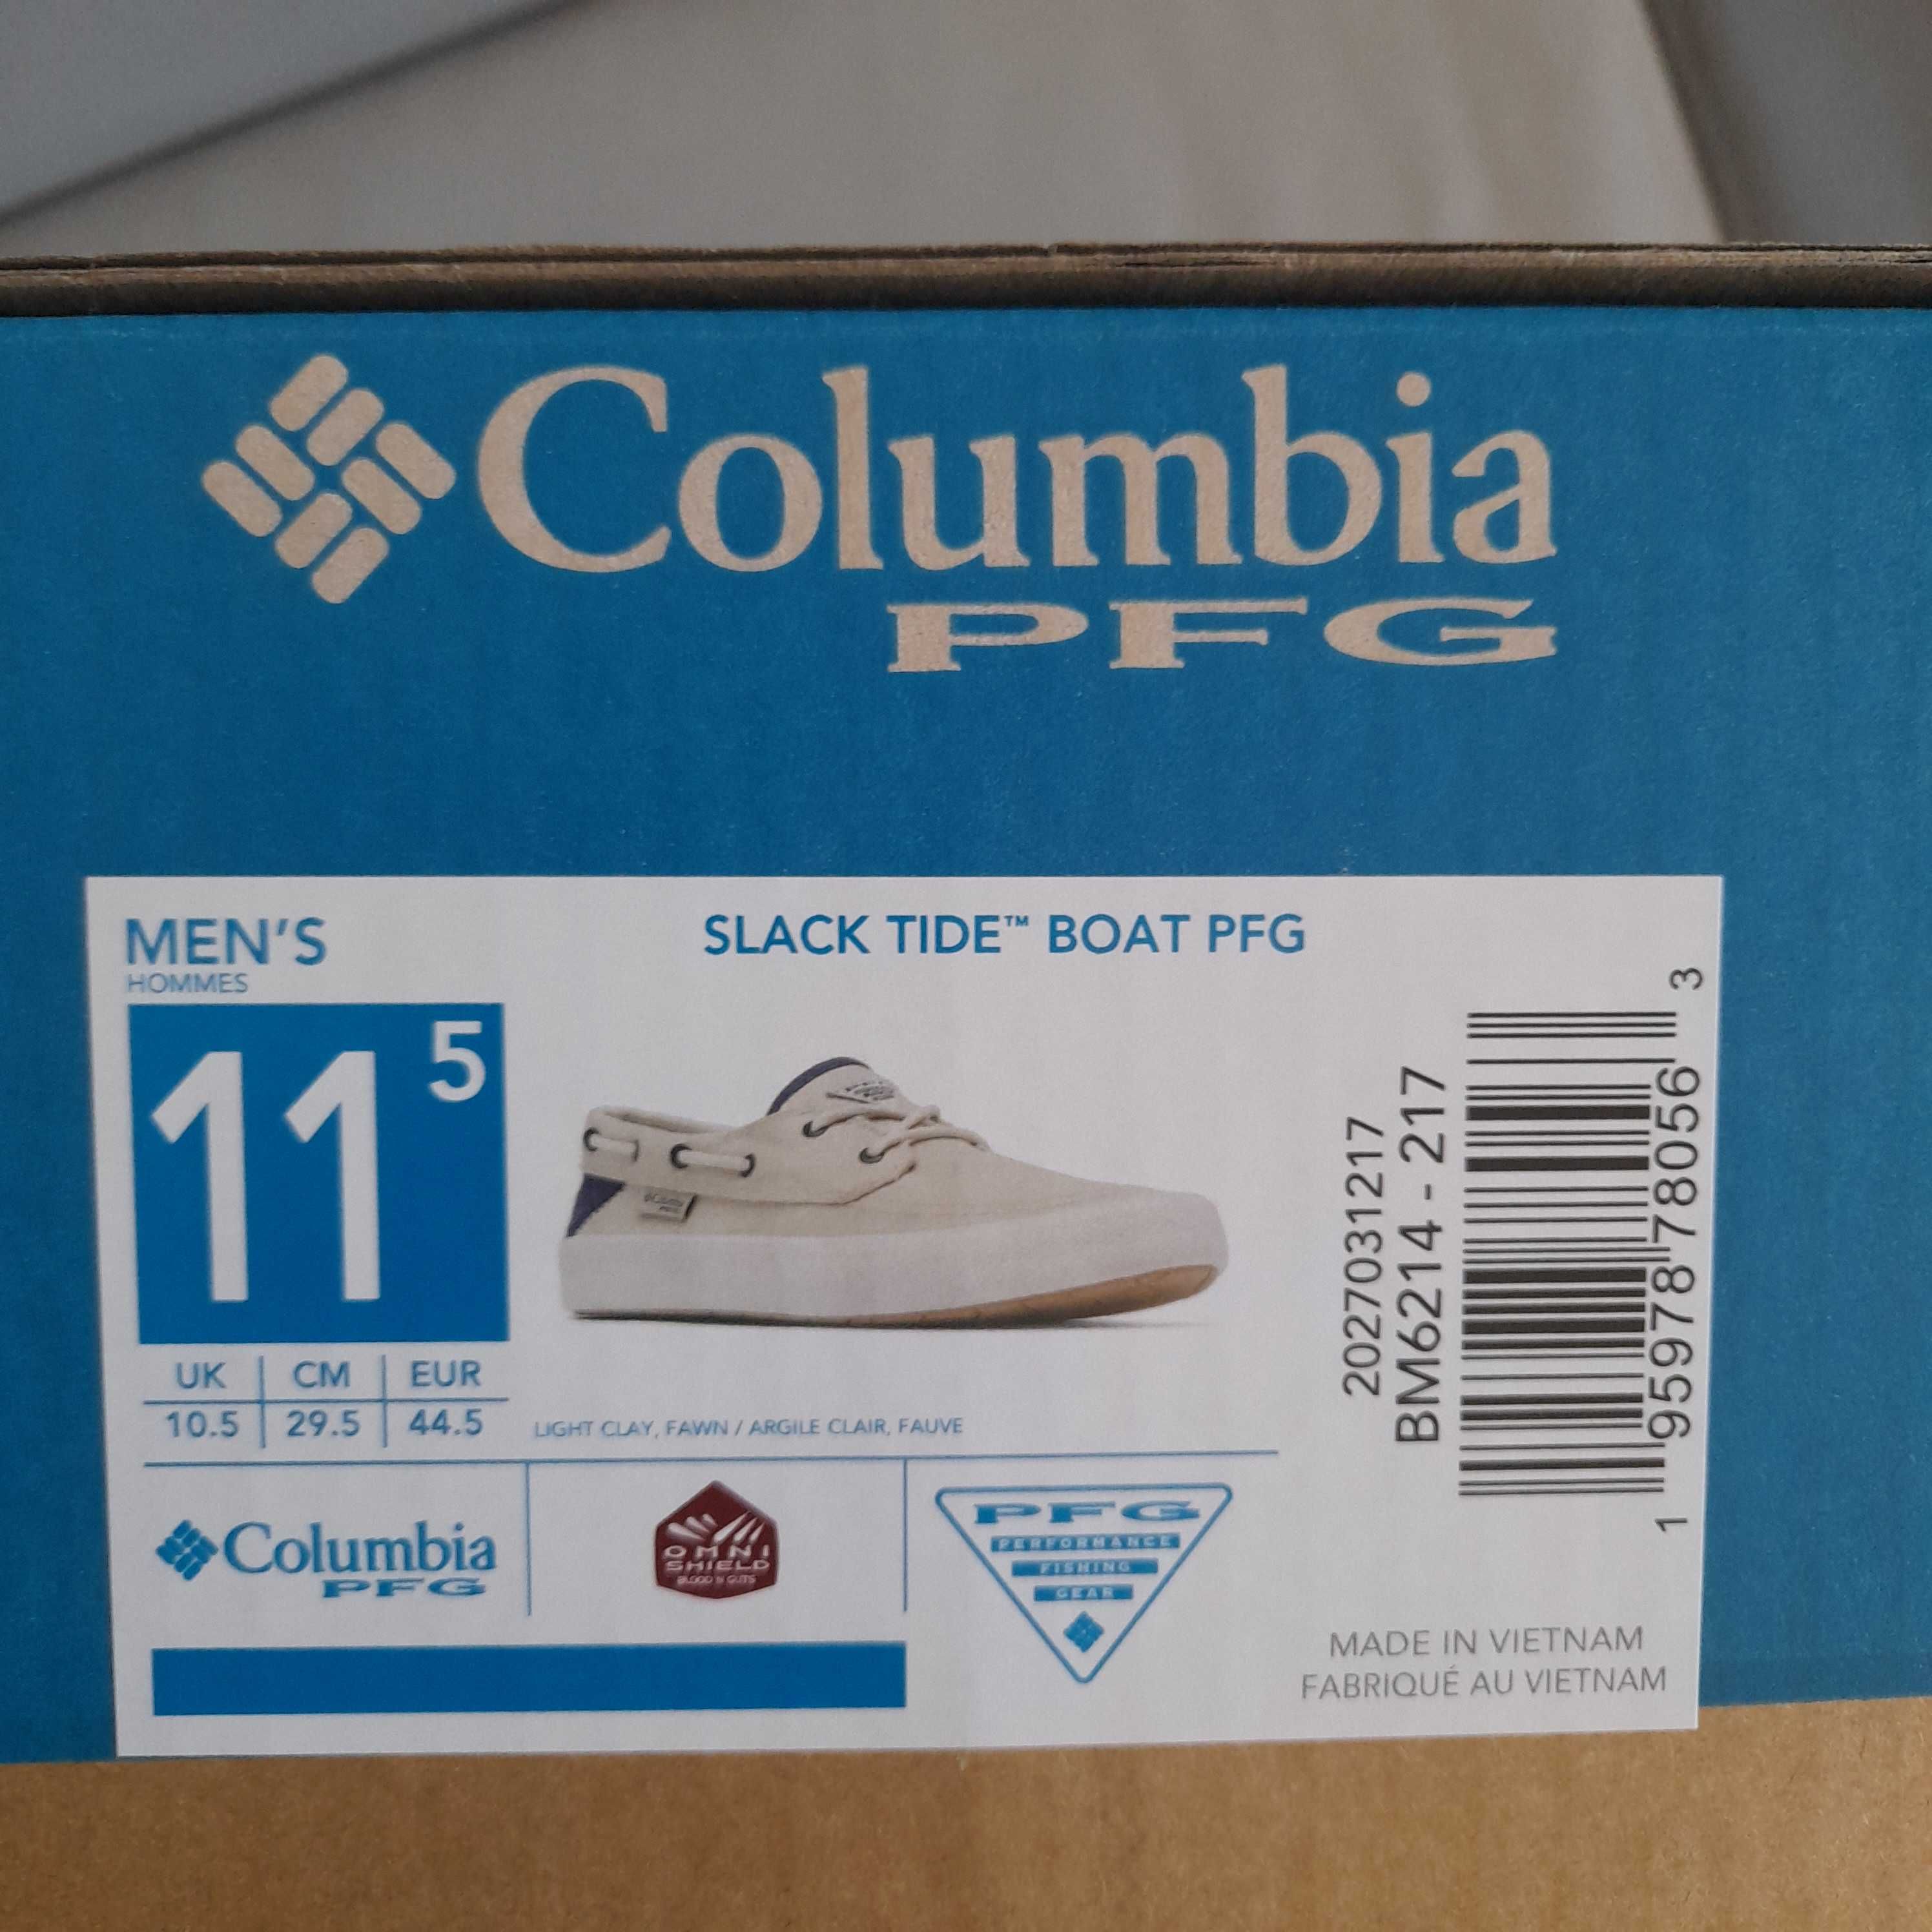 Columbia
PFG
MEN'S
HOMMES
SLACK TIDE™ BOAT PFG
11 5
UK CM EUR
10.5 29.5 44.5
LIGHT CLAY, FAWN / ARGILE CLAIR, FAUVE
2027031217
BM6214 - 217
1 95978 78056 3
Columbia
PFG
OMNI
SHIELD
BLOOD N GUTS
PFG
PERFORMANCE
FISHING
GEAR
MADE IN VIETNAM
FABRIQUÉ AU VIETNAM